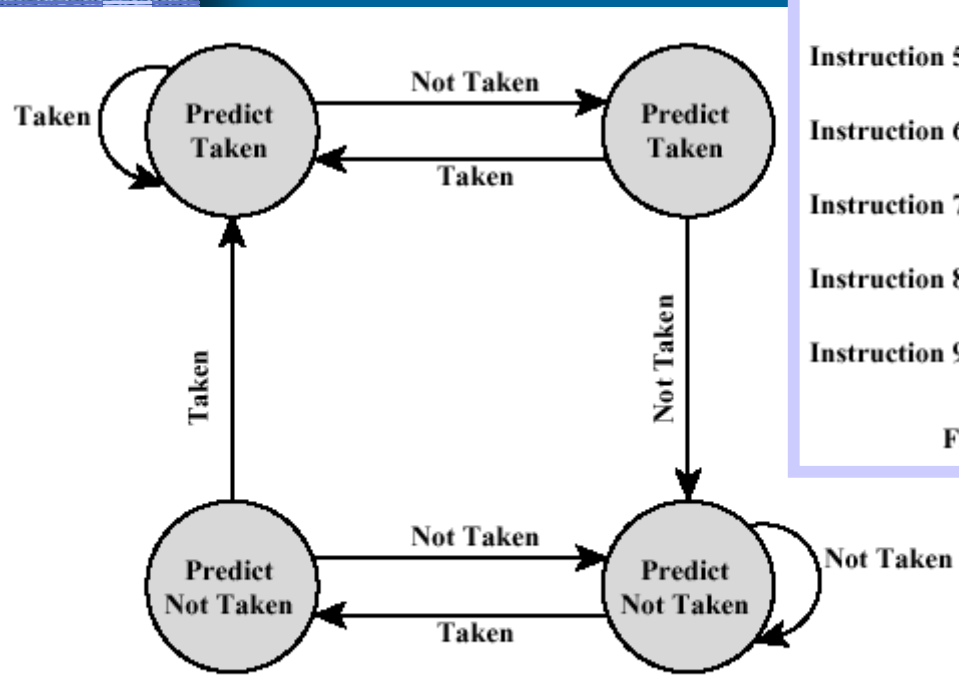 Taken
Predict
Taken
Not Taken
Taken
Predict
Taken
Taken
Not Taken
Predict
Not Taken
Not Taken
Taken
Predict
Not Taken
Not Taken
Instruction 5
Instruction 6
Instruction 7
Instruction 8
Instruction 9
F